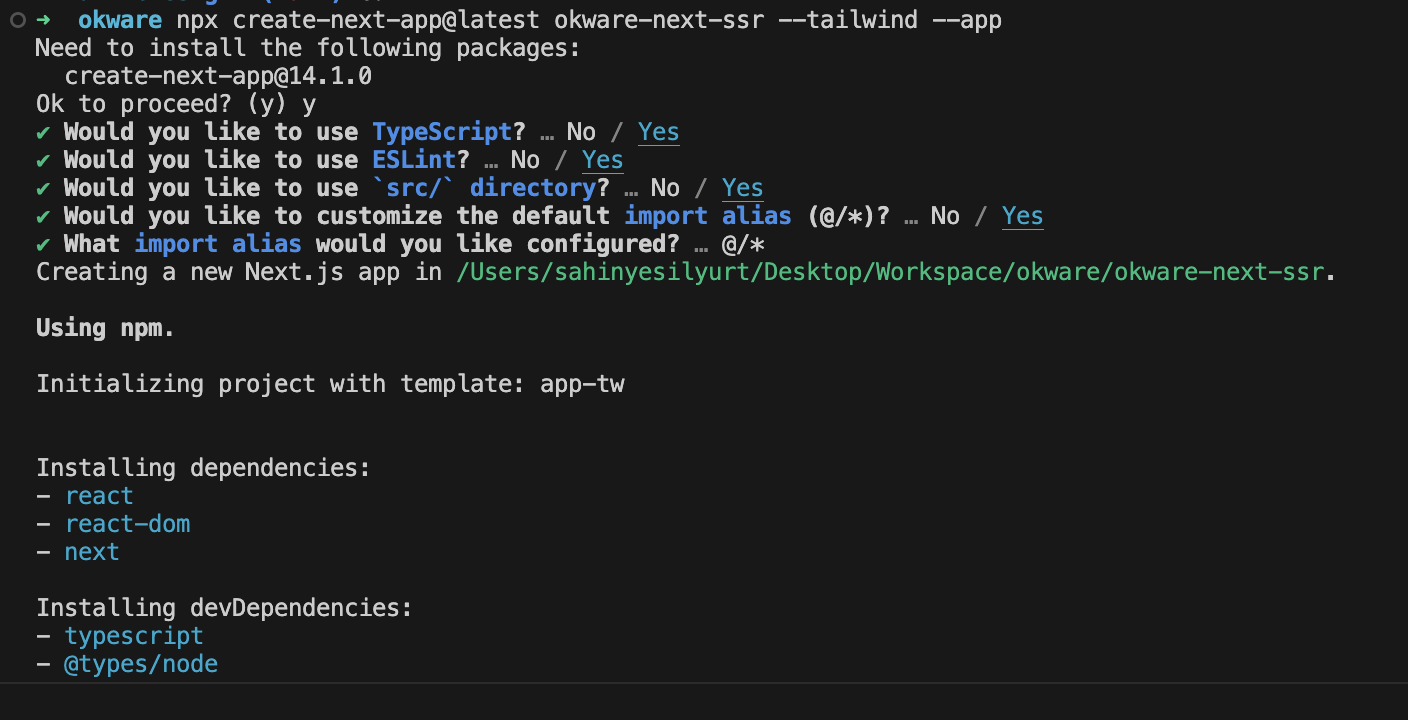 ➜ okware npx create-next-app@latest okware-next-ssr --tailwind --app
Need to install the following packages:
create-next-app@14.1.0
Ok to proceed? (y) y
✔ Would you like to use TypeScript? … No / Yes
✔ Would you like to use ESLint? … No / Yes
✔ Would you like to use `src/` directory? … No / Yes
✔ Would you like to customize the default import alias (@/*)? … No / Yes
✔ What import alias would you like configured? … @/*
Creating a new Next.js app in /Users/sahinyesilyurt/Desktop/Workspace/okware/okware-next-ssr.
Using npm.
Initializing project with template: app-tw
Installing dependencies:
- react
- react-dom
- next
Installing devDependencies:
- typescript
- @types/node